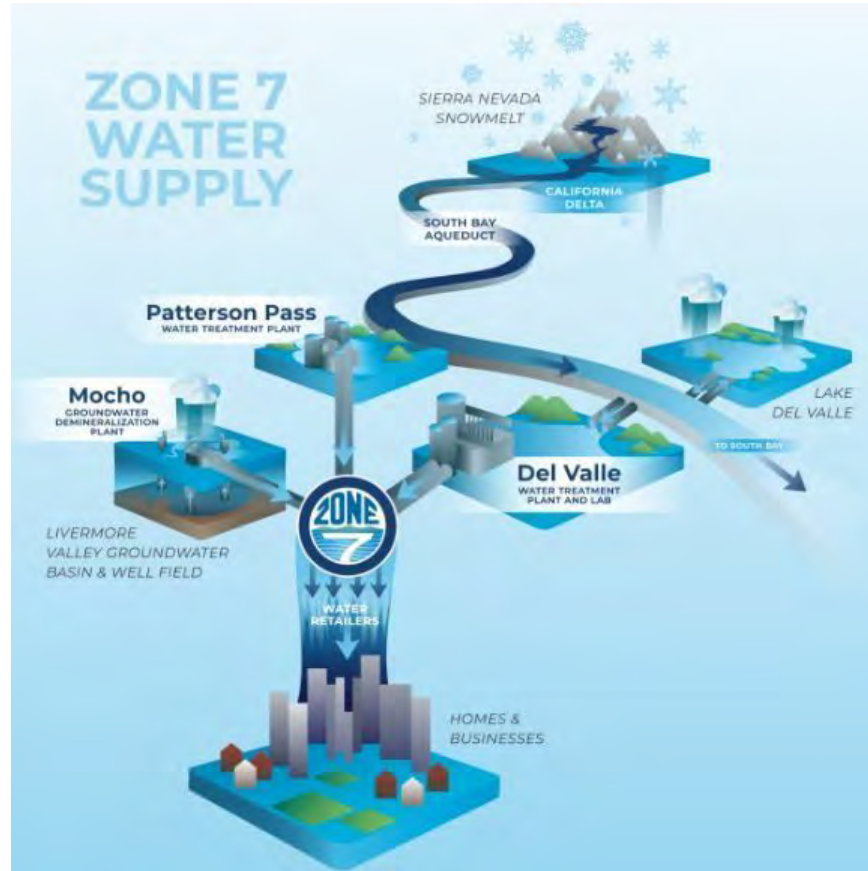 ZONE 7
WATER
SUPPLY
SIERRA NEVADA
SNOWMELT
CALIFORNIA
DELTA
SOUTH BAY
AQUEDUCT
Patterson Pass
WATER TREATMENT PLANT
Mocho
GROUNDWATER
DEMINERALIZATION
PLANT
LAKE
DEL VALLE
TO SOUTH BAY
Del Valle
WATER TREATMENT
PLANT AND LAB
ZONE
7
LIVERMORE
VALLEY GROUNDWATER
BASIN & WELL FIELD
WATER
RETAILERS
HOMES &
BUSINESSES